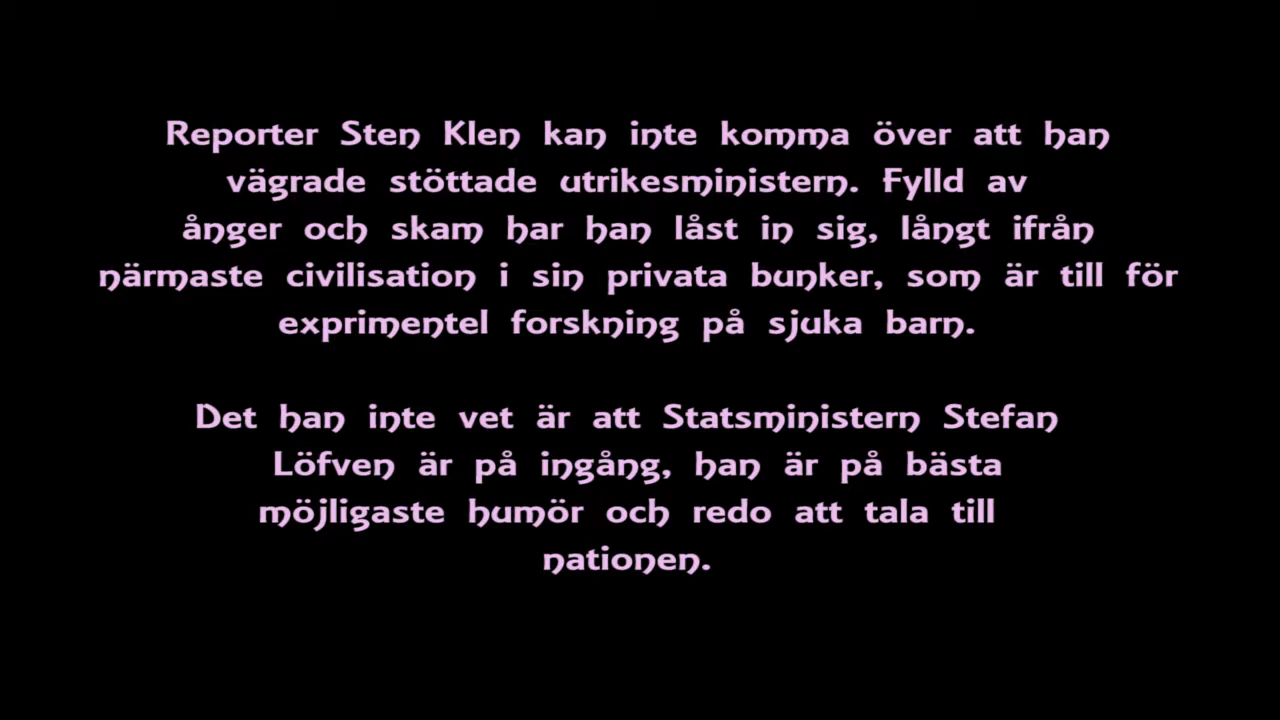 Reporter Sten Klen kan inte komma över att han
vägrade stöttade utrikesministern. Fylld av
ånger och skam har han låst in sig, långt ifrån
närmaste civilisation i sin privata bunker, som är till för
exprimentel forskning på sjuka barn.
Det han inte vet är att Statsministern Stefan
Löfven är på ingång, han är på bästa
möjligaste humör och redo att tala till
nationen.